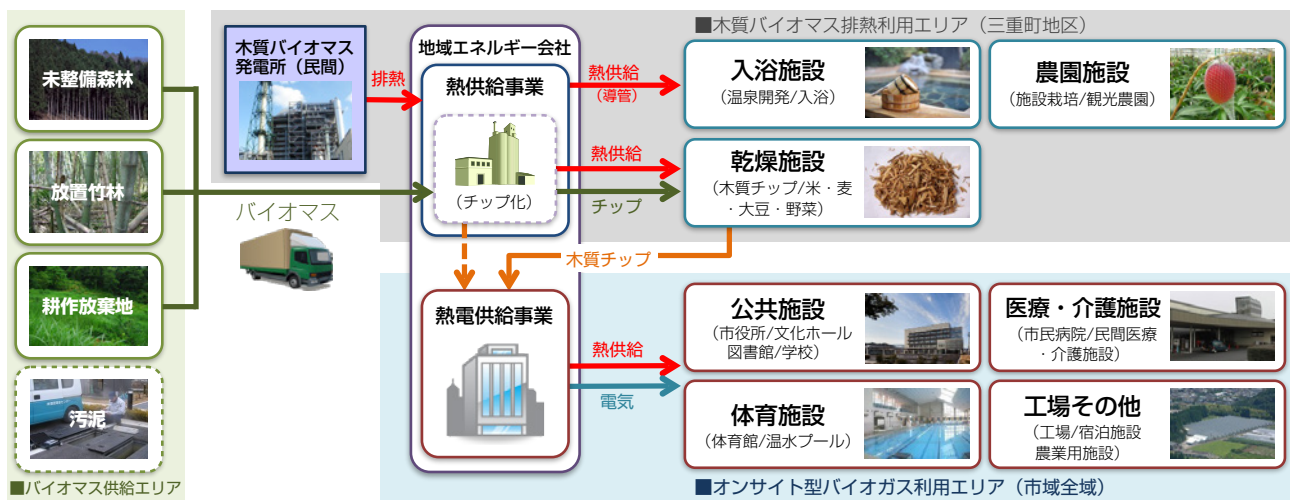 未整備森林
放置竹林
耕作放棄地
汚泥
■バイオマス供給エリア
バイオマス
木質バイオマス
発電所（民間）
排熱
地域エネルギー会社
熱供給事業
（チップ化）
熱電供給事業
■木質バイオマス排熱利用エリア（三重町地区）
熱供給
（導管）
入浴施設
（温泉開発/入浴）
農園施設
（施設栽培/観光農園）
熱供給
チップ
乾燥施設
（木質チップ/米・麦
・大豆・野菜）
木質チップ
熱供給
電気
公共施設
（市役所/文化ホール
図書館/学校）
医療・介護施設
（市民病院/民間医療
・介護施設）
体育施設
（体育館/温水プール）
工場その他
（工場/宿泊施設
農業用施設）
■オンサイト型バイオガス利用エリア（市域全域）